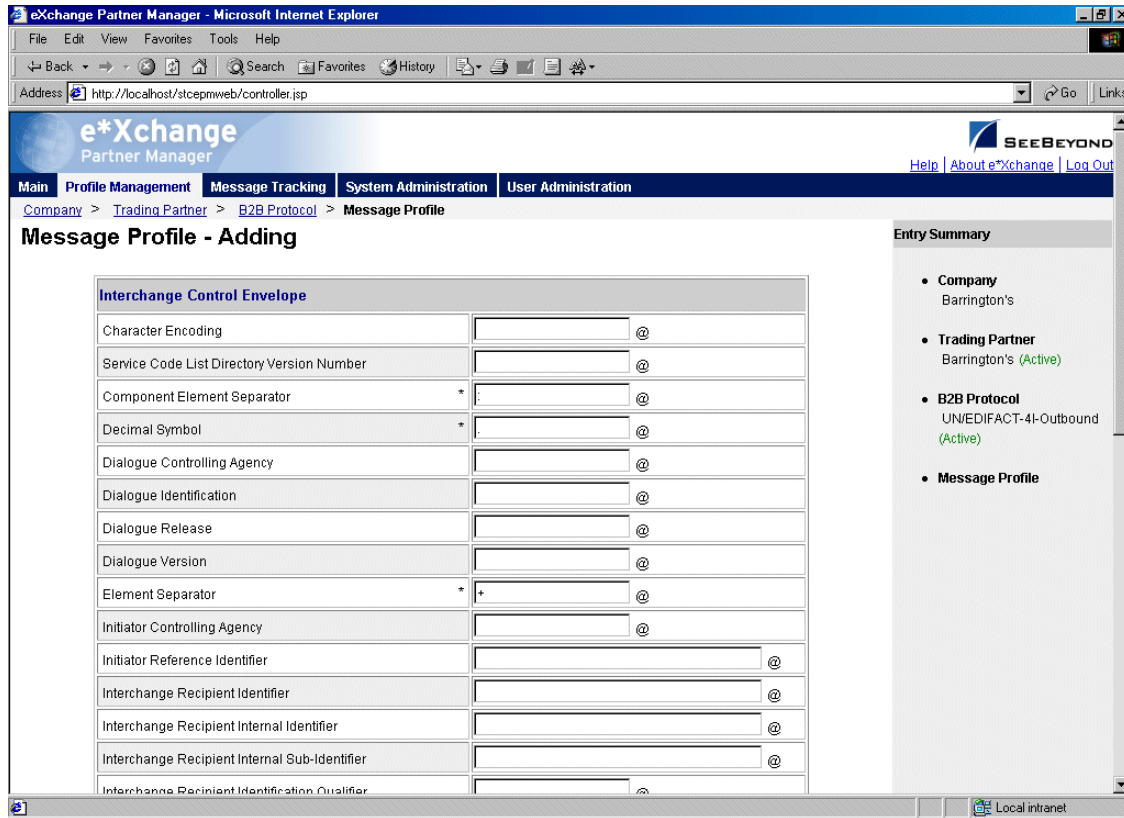 eXchange Partner Manager - Microsoft Internet Explorer
File Edit View Favorites Tools Help
Back Search Favorites History
Address http://localhost/stcepmweb/controller.jsp Go Links
e*Xchange
Partner Manager
SEEBEYOND
Help | About e*Xchange | Log Out
Main Profile Management Message Tracking System Administration User Administration
Company > Trading Partner > B2B Protocol > Message Profile
Message Profile - Adding
Interchange Control Envelope
Character Encoding @
Service Code List Directory Version Number @
Component Element Separator * : @
Decimal Symbol * . @
Dialogue Controlling Agency @
Dialogue Identification @
Dialogue Release @
Dialogue Version @
Element Separator * + @
Initiator Controlling Agency @
Initiator Reference Identifier @
Interchange Recipient Identifier @
Interchange Recipient Internal Identifier @
Interchange Recipient Internal Sub-Identifier @
Interchange Recipient Identification Qualifier @
Entry Summary
• Company
Barrington's
• Trading Partner
Barrington's (Active)
• B2B Protocol
UN/EDIFACT-4I-Outbound
(Active)
• Message Profile
Local intranet